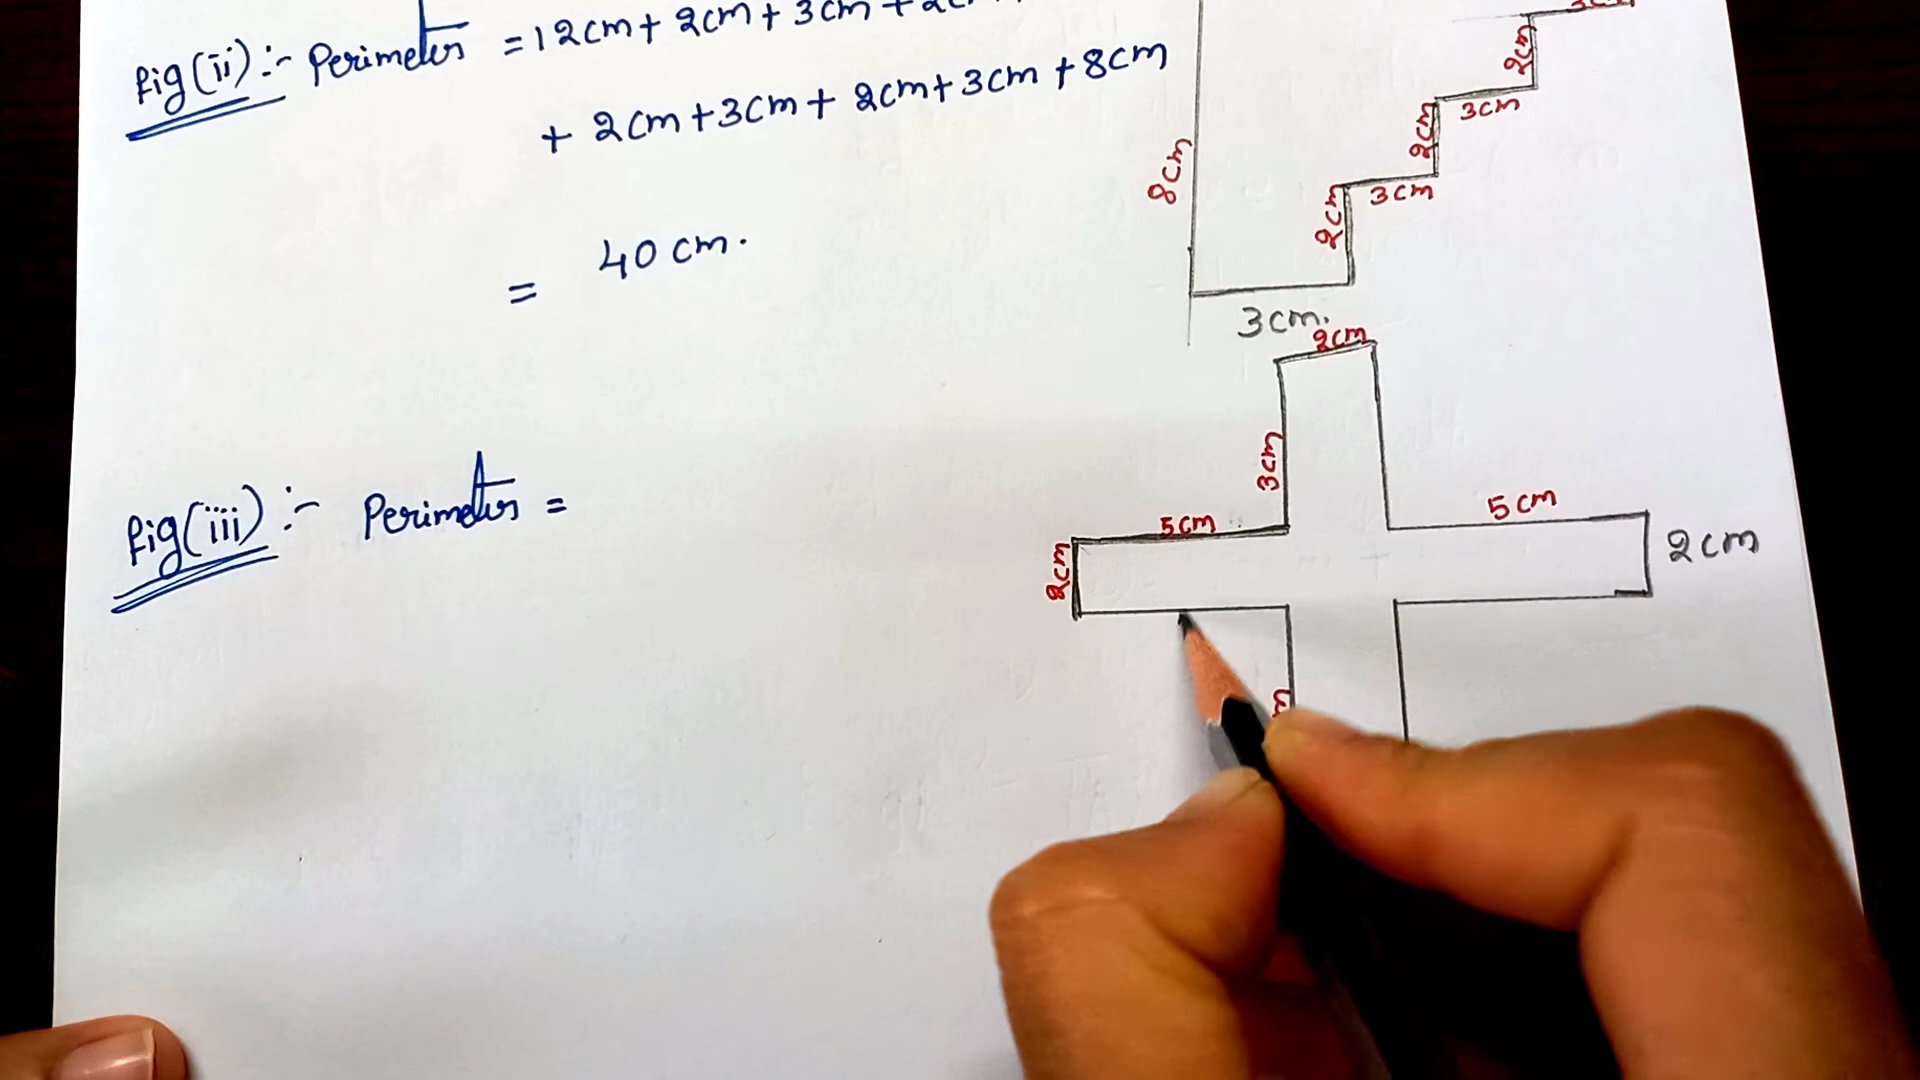 fig(ii):- Perimeter = 12cm + 2cm + 3cm +
+ 2cm + 3cm + 2cm + 3cm + 8cm
= 40 cm.
fig(iii):- Perimeter =
2cm
3cm
2cm
3cm
2cm
8cm
3cm.
2cm
3cm
5cm
5cm
2cm
2cm